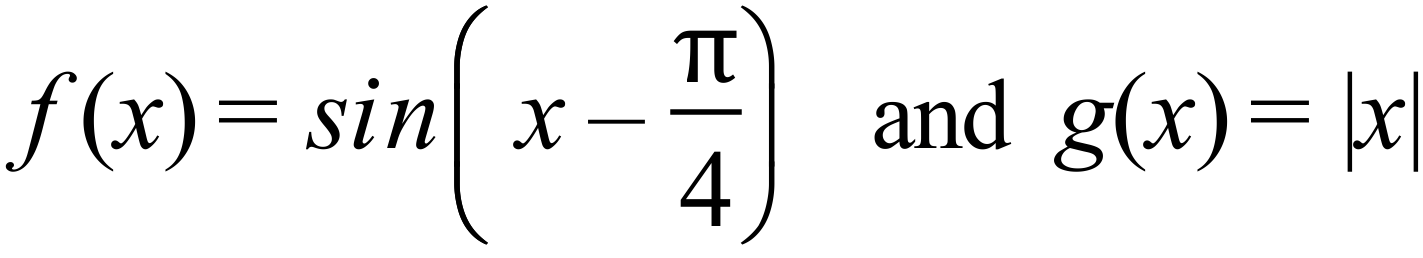 f(x) = sin( x − π/4 ) and g(x) = |x|